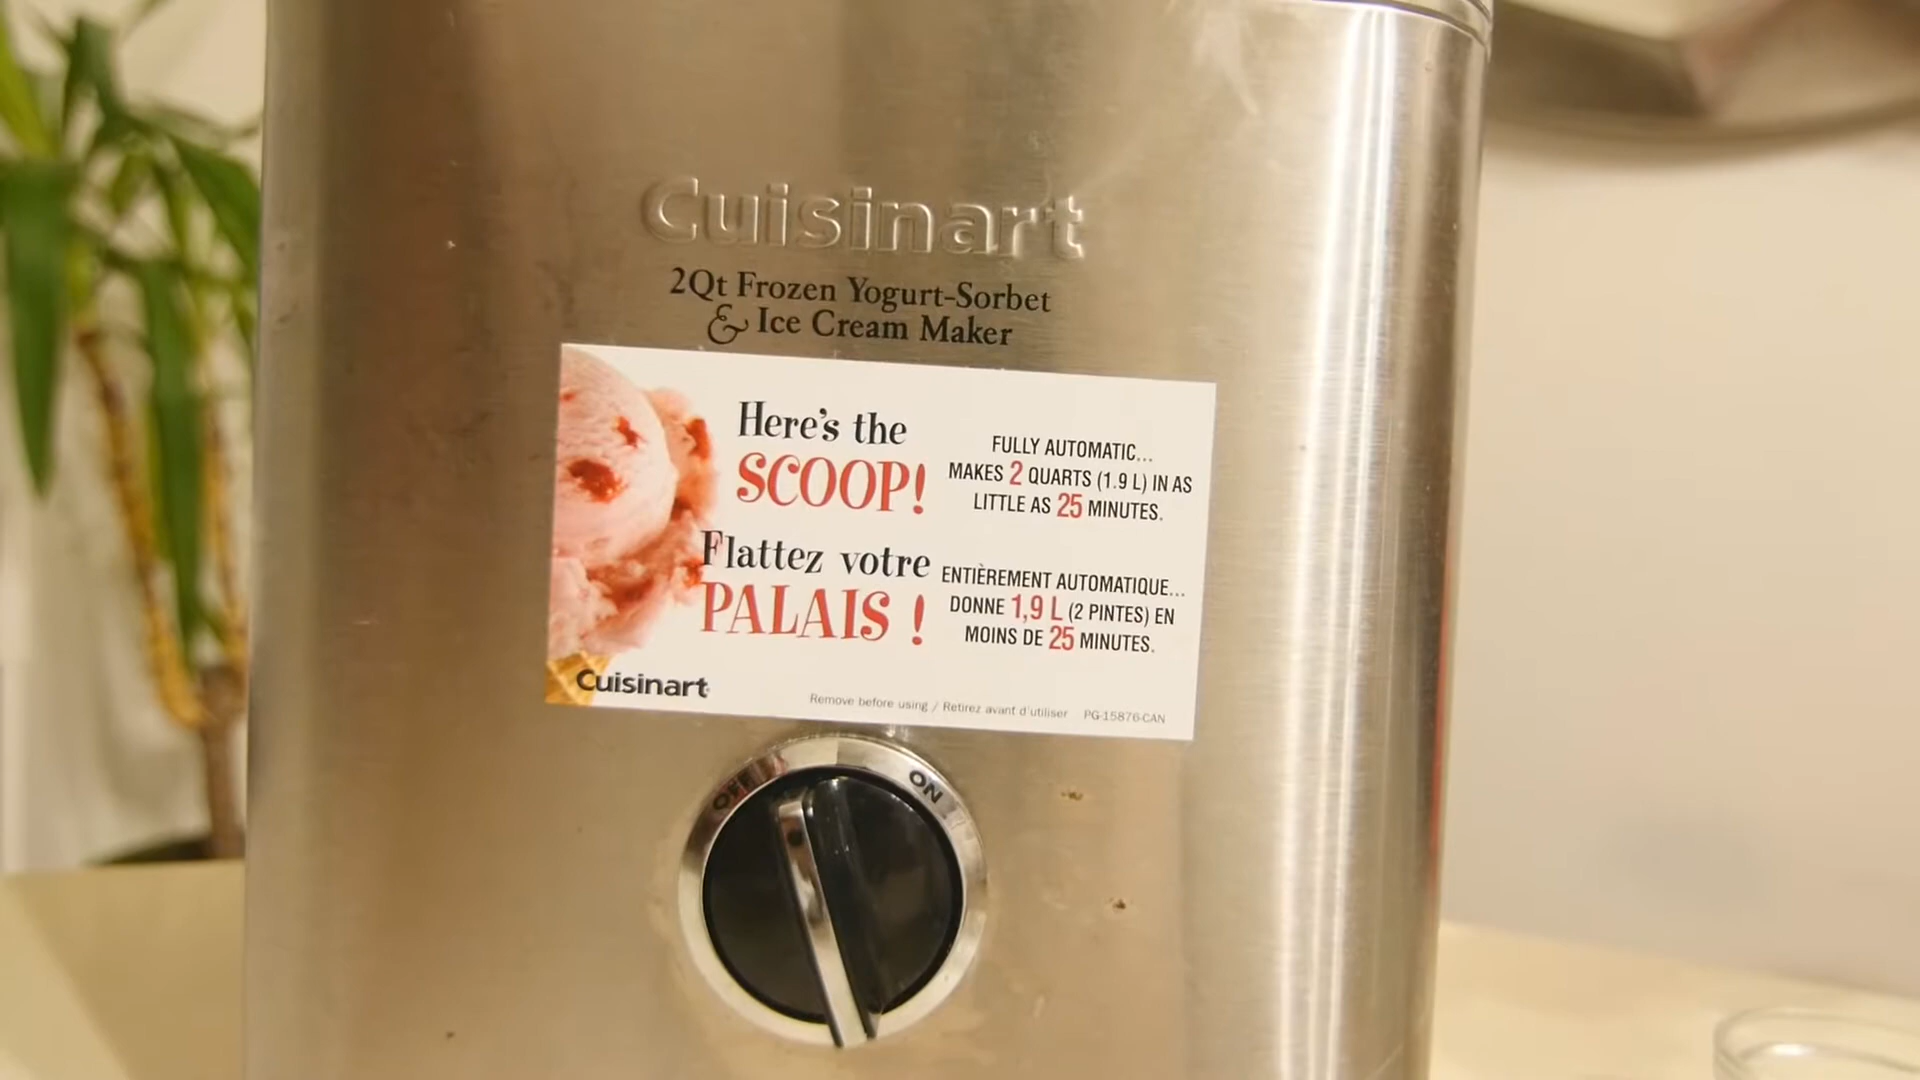 Cuisinart
2Qt Frozen Yogurt-Sorbet
& Ice Cream Maker
Here's the
SCOOP!
FULLY AUTOMATIC...
MAKES 2 QUARTS (1.9 L) IN AS
LITTLE AS 25 MINUTES.
Flattez votre
PALAIS !
ENTIÈREMENT AUTOMATIQUE...
DONNE 1,9 L (2 PINTES) EN
MOINS DE 25 MINUTES.
Cuisinart
Remove before using / Retirez avant d'utiliser PG-15876-CAN
OFF
ON